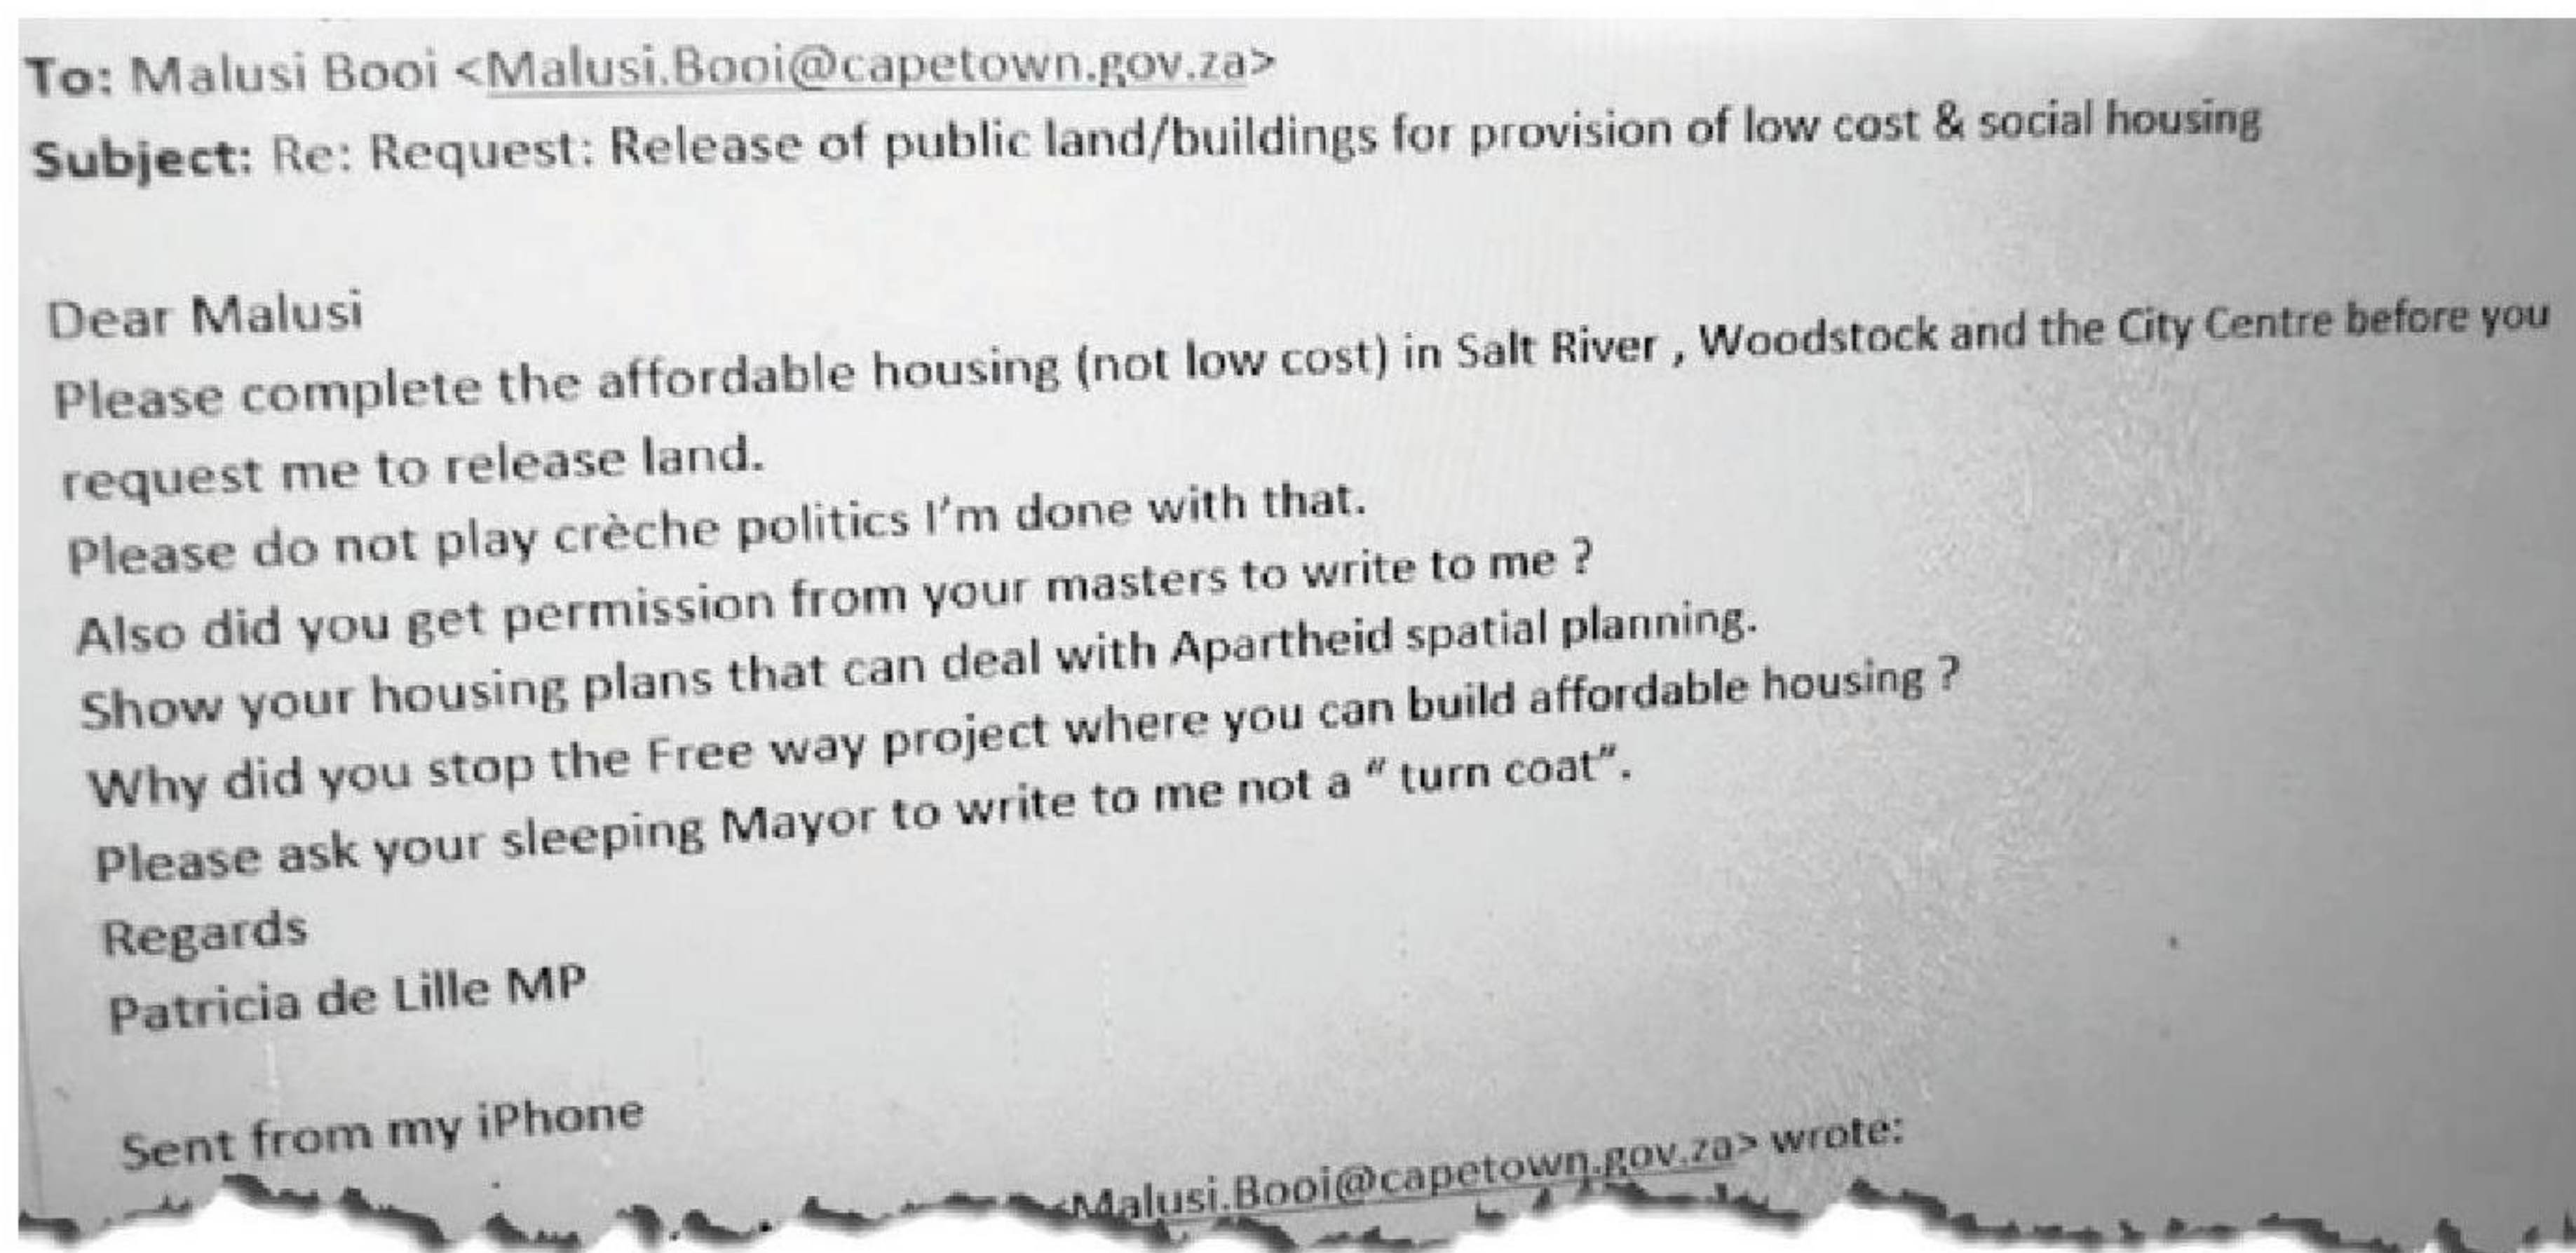 To: Malusi Booi <Malusi.Booi@capetown.gov.za>
Subject: Re: Request: Release of public land/buildings for provision of low cost & social housing
Dear Malusi
Please complete the affordable housing (not low cost) in Salt River , Woodstock and the City Centre before you
request me to release land.
Please do not play crèche politics I'm done with that.
Also did you get permission from your masters to write to me ?
Show your housing plans that can deal with Apartheid spatial planning.
Why did you stop the Free way project where you can build affordable housing ?
Please ask your sleeping Mayor to write to me not a " turn coat".
Regards
Patricia de Lille MP
Sent from my iPhone
<Malusi.Booi@capetown.gov.za> wrote: